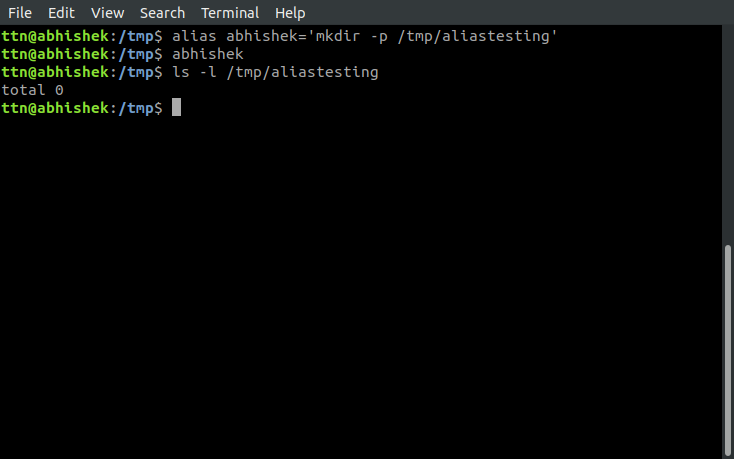 File Edit View Search Terminal Help
ttn@abhishek:/tmp$ alias abhishek='mkdir -p /tmp/aliastesting'
ttn@abhishek:/tmp$ abhishek
ttn@abhishek:/tmp$ ls -l /tmp/aliastesting
total 0
ttn@abhishek:/tmp$